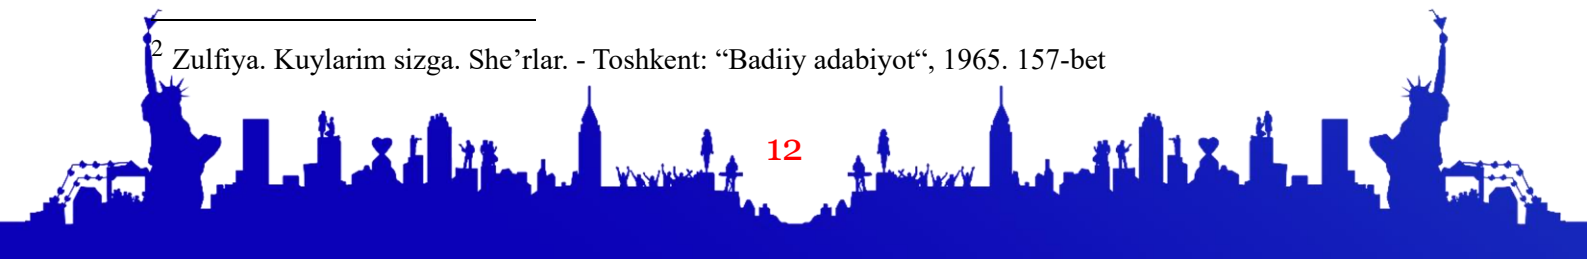 2 Zulfiya. Kuylarim sizga. She’rlar. - Toshkent: “Badiiy adabiyot“, 1965. 157-bet
12